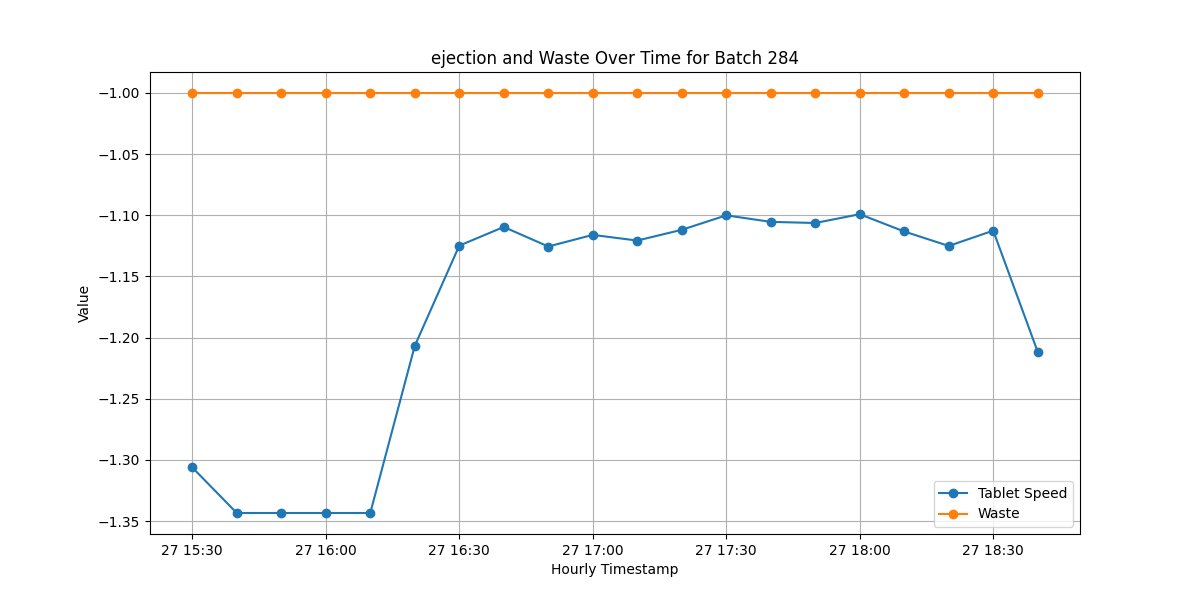 ejection and Waste Over Time for Batch 284
Value
−1.00
−1.05
−1.10
−1.15
−1.20
−1.25
−1.30
−1.35
Tablet Speed
Waste
27 15:30 27 16:00 27 16:30 27 17:00 27 17:30 27 18:00 27 18:30
Hourly Timestamp